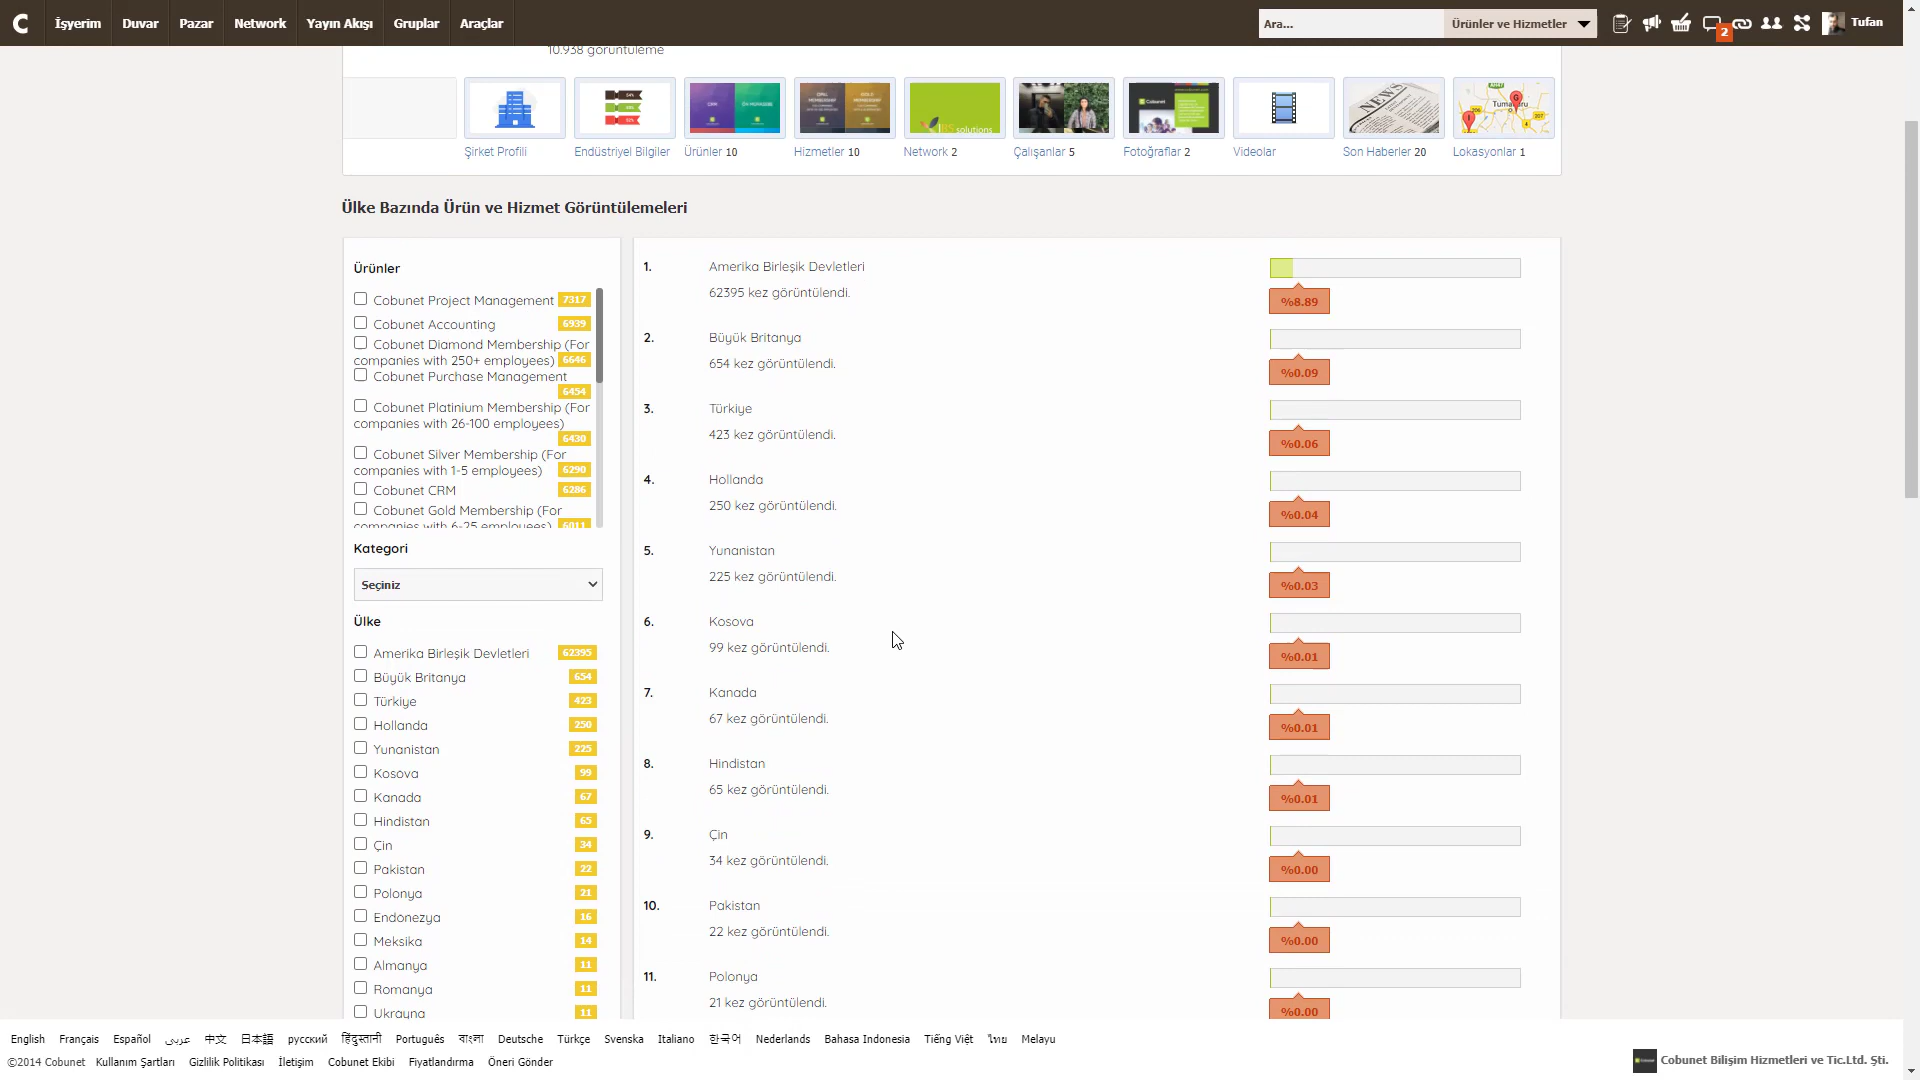 C İşyerim Duvar Pazar Network Yayın Akışı Gruplar Araçlar Ara... Ürünler ve Hizmetler 2 Tufan
10.938 görüntüleme
Şirket Profili Endüstriyel Bilgiler Ürünler 10 Hizmetler 10 Network 2 Çalışanlar 5 Fotoğraflar 2 Videolar Son Haberler 20 Lokasyonlar 1
Ülke Bazında Ürün ve Hizmet Görüntülemeleri
Ürünler
Cobunet Project Management 7317
Cobunet Accounting 6939
Cobunet Diamond Membership (For
companies with 250+ employees) 6646
Cobunet Purchase Management
6454
Cobunet Platinium Membership (For
companies with 26-100 employees)
6430
Cobunet Silver Membership (For
companies with 1-5 employees) 6290
Cobunet CRM 6286
Cobunet Gold Membership (For
companies with 6-25 employees) 6011
Kategori
Seçiniz
Ülke
Amerika Birleşik Devletleri 62395
Büyük Britanya 654
Türkiye 423
Hollanda 250
Yunanistan 225
Kosova 99
Kanada 67
Hindistan 65
Çin 34
Pakistan 22
Polonya 21
Endonezya 16
Meksika 14
Almanya 11
Romanya 11
Ukrayna 11
1. Amerika Birleşik Devletleri
62395 kez görüntülendi.
%8.89
2. Büyük Britanya
654 kez görüntülendi.
%0.09
3. Türkiye
423 kez görüntülendi.
%0.06
4. Hollanda
250 kez görüntülendi.
%0.04
5. Yunanistan
225 kez görüntülendi.
%0.03
6. Kosova
99 kez görüntülendi.
%0.01
7. Kanada
67 kez görüntülendi.
%0.01
8. Hindistan
65 kez görüntülendi.
%0.01
9. Çin
34 kez görüntülendi.
%0.00
10. Pakistan
22 kez görüntülendi.
%0.00
11. Polonya
21 kez görüntülendi.
%0.00
English Français Español عربى 中文 日本語 русский हिंदुस्तानी Português বাংলা Deutsche Türkçe Svenska Italiano 한국어 Nederlands Bahasa Indonesia Tiếng Việt ไทย Melayu
©2014 Cobunet Kullanım Şartları Gizlilik Politikası İletişim Cobunet Ekibi Fiyatlandırma Öneri Gönder
Cobunet Bilişim Hizmetleri ve Tic.Ltd. Şti.